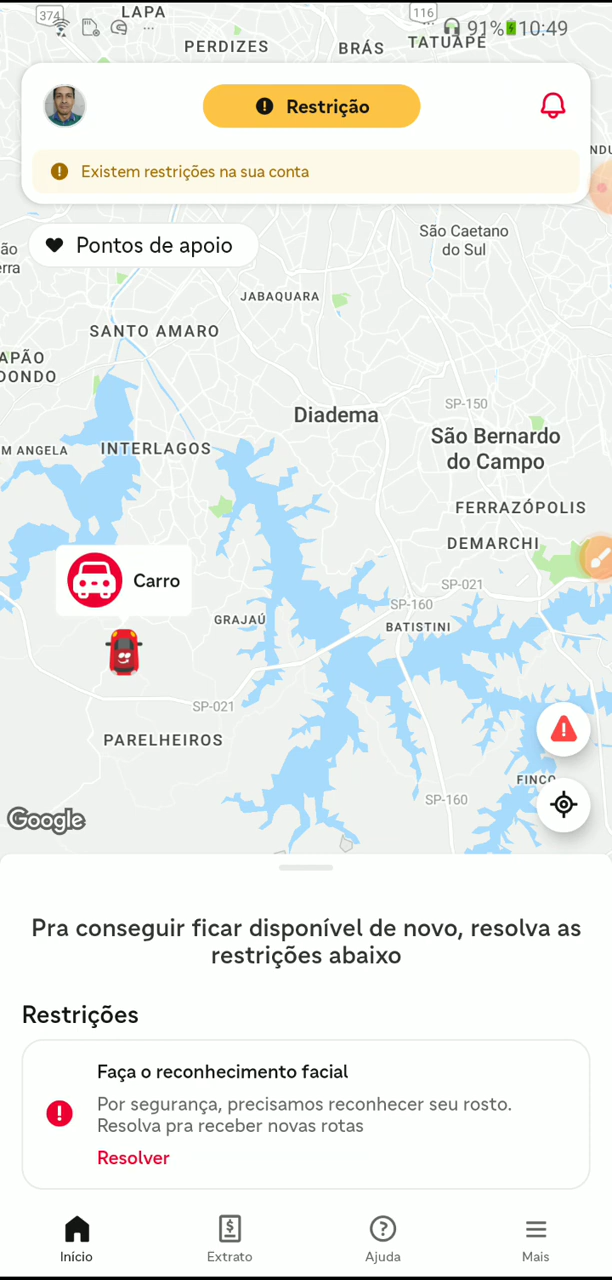 374
LAPA
116
91%
10:49
PERDIZES
BRÁS
TATUAPÉ
Restrição
Existem restrições na sua conta
Pontos de apoio
São Caetano
do Sul
JABAQUARA
SANTO AMARO
SP-150
Diadema
São Bernardo
do Campo
M ANGELA
INTERLAGOS
FERRAZÓPOLIS
DEMARCHI
Carro
SP-021
SP-160
GRAJAÚ
BATISTINI
SP-021
PARELHEIROS
FINCO
SP-160
Google
Pra conseguir ficar disponível de novo, resolva as
restrições abaixo
Restrições
Faça o reconhecimento facial
Por segurança, precisamos reconhecer seu rosto.
Resolva pra receber novas rotas
Resolver
Início
Extrato
Ajuda
Mais